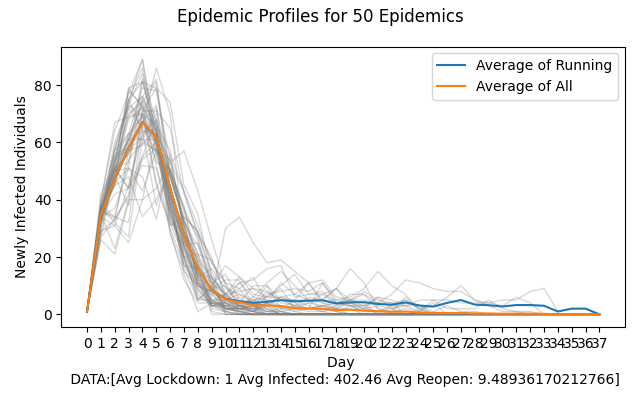 Epidemic Profiles for 50 Epidemics
Average of Running
Average of All
Newly Infected Individuals
80
60
40
20
0
0 1 2 3 4 5 6 7 8 9 10 11 12 13 14 15 16 17 18 19 20 21 22 23 24 25 26 27 28 29 30 31 32 33 34 35 36 37
Day
DATA:[Avg Lockdown: 1 Avg Infected: 402.46 Avg Reopen: 9.48936170212766]